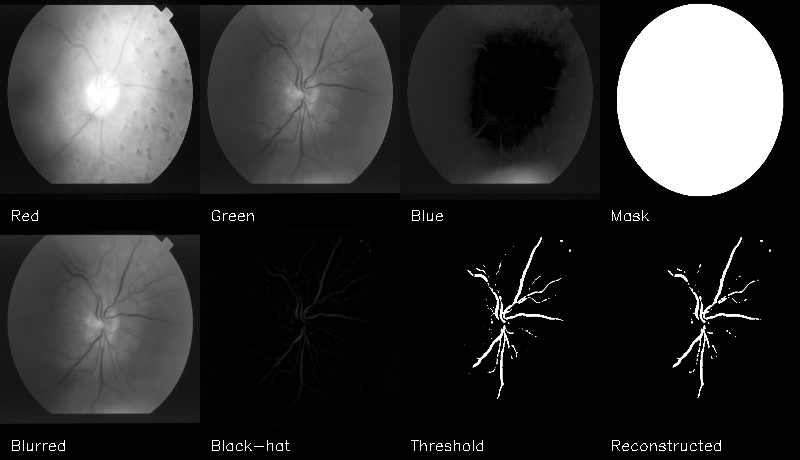 Red
Green
Blue
Mask
Blurred
Black-hat
Threshold
Reconstructed